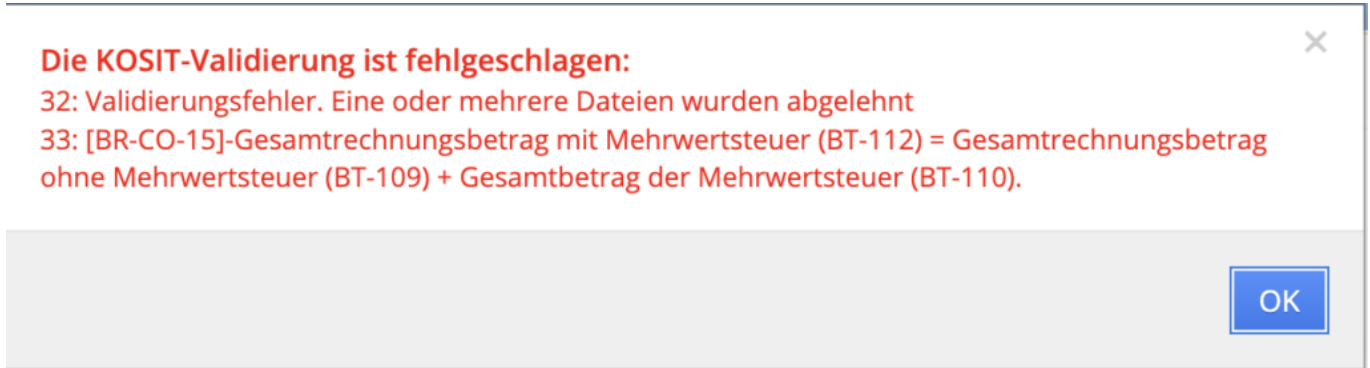 Die KOSIT-Validierung ist fehlgeschlagen:
32: Validierungsfehler. Eine oder mehrere Dateien wurden abgelehnt
33: [BR-CO-15]-Gesamtrechnungsbetrag mit Mehrwertsteuer (BT-112) = Gesamtrechnungsbetrag
ohne Mehrwertsteuer (BT-109) + Gesamtbetrag der Mehrwertsteuer (BT-110).
OK